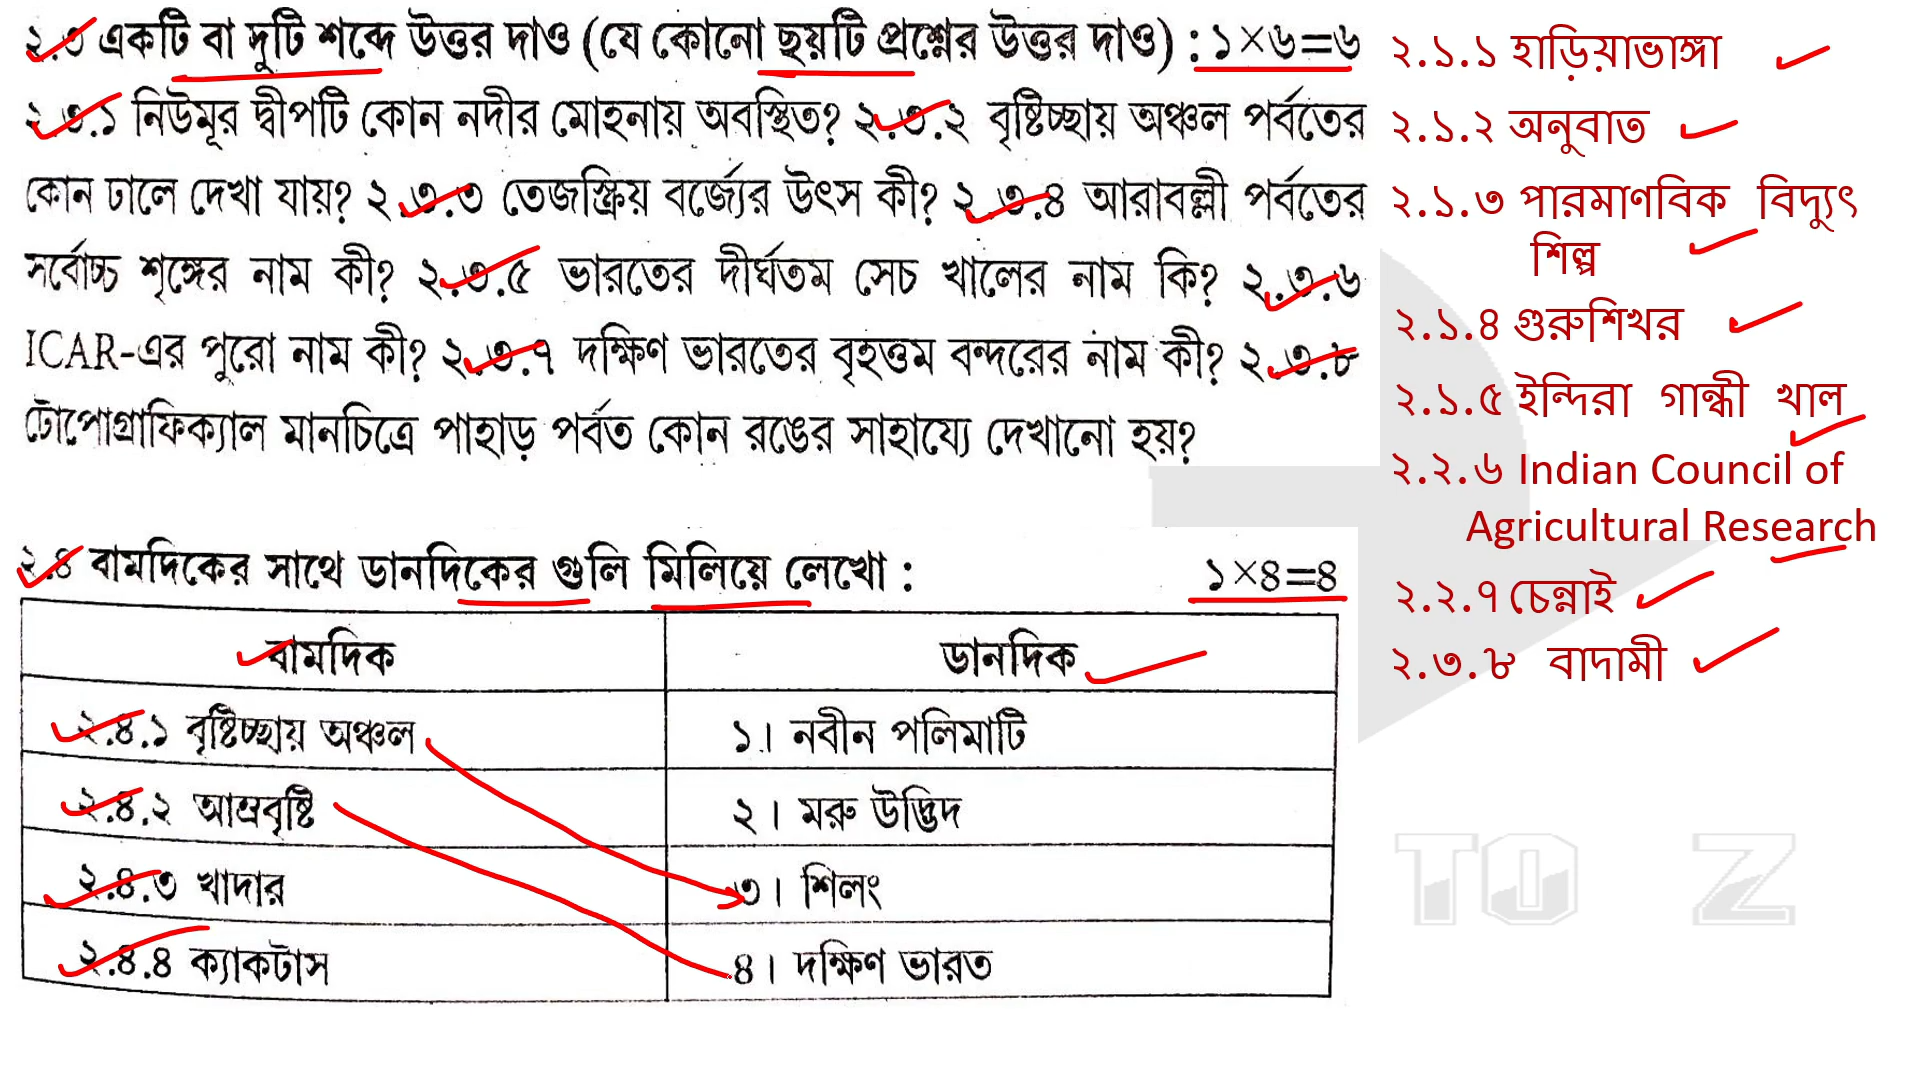 ২.৩ একটি বা দুটি শব্দে উত্তর দাও (যে কোনো ছয়টি প্রশ্নের উত্তর দাও) : ১×৬=৬
২.৩.১ নিউমূর দ্বীপটি কোন নদীর মোহনায় অবস্থিত? ২.৩.২ বৃষ্টিচ্ছায় অঞ্চল পর্বতের
কোন ঢালে দেখা যায়? ২.৩.৩ তেজস্ক্রিয় বর্জ্যের উৎস কী? ২.৩.৪ আরাবল্লী পর্বতের
সর্বোচ্চ শৃঙ্গের নাম কী? ২.৩.৫ ভারতের দীর্ঘতম সেচ খালের নাম কি? ২.৩.৬
ICAR-এর পুরো নাম কী? ২.৩.৭ দক্ষিণ ভারতের বৃহত্তম বন্দরের নাম কী? ২.৩.৮
টোপোগ্রাফিক্যাল মানচিত্রে পাহাড় পর্বত কোন রঙের সাহায্যে দেখানো হয়?
২.৪ বামদিকের সাথে ডানদিকের গুলি মিলিয়ে লেখো : ১×৪=৪
বামদিক ডানদিক
২.৪.১ বৃষ্টিচ্ছায় অঞ্চল ১। নবীন পলিমাটি
২.৪.২ আম্রবৃষ্টি ২। মরু উদ্ভিদ
২.৪.৩ খাদার ৩। শিলং
২.৪.৪ ক্যাকটাস ৪। দক্ষিণ ভারত
২.১.১ হাড়িয়াভাঙ্গা
২.১.২ অনুবাত
২.১.৩ পারমাণবিক বিদ্যুৎ
শিল্প
২.১.৪ গুরুশিখর
২.১.৫ ইন্দিরা গান্ধী খাল
২.২.৬ Indian Council of
Agricultural Research
২.২.৭ চেন্নাই
২.৩.৮ বাদামী
TO Z